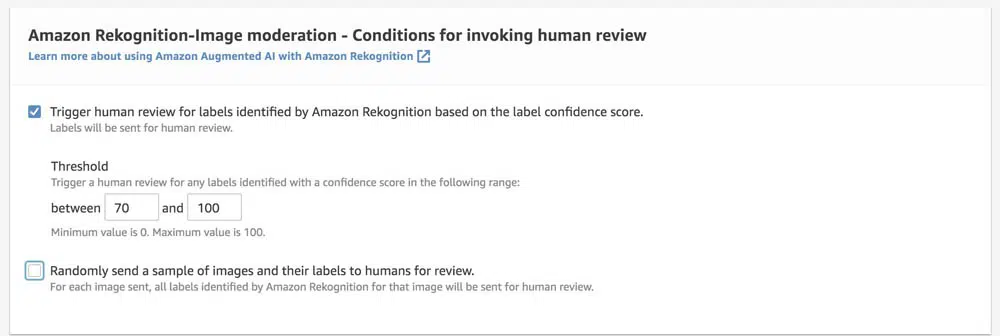 Amazon Rekognition-Image moderation - Conditions for invoking human review
Learn more about using Amazon Augmented AI with Amazon Rekognition
Trigger human review for labels identified by Amazon Rekognition based on the label confidence score.
Labels will be sent for human review.
Threshold
Trigger a human review for any labels identified with a confidence score in the following range:
between 70 and 100
Minimum value is 0. Maximum value is 100.
Randomly send a sample of images and their labels to humans for review.
For each image sent, all labels identified by Amazon Rekognition for that image will be sent for human review.